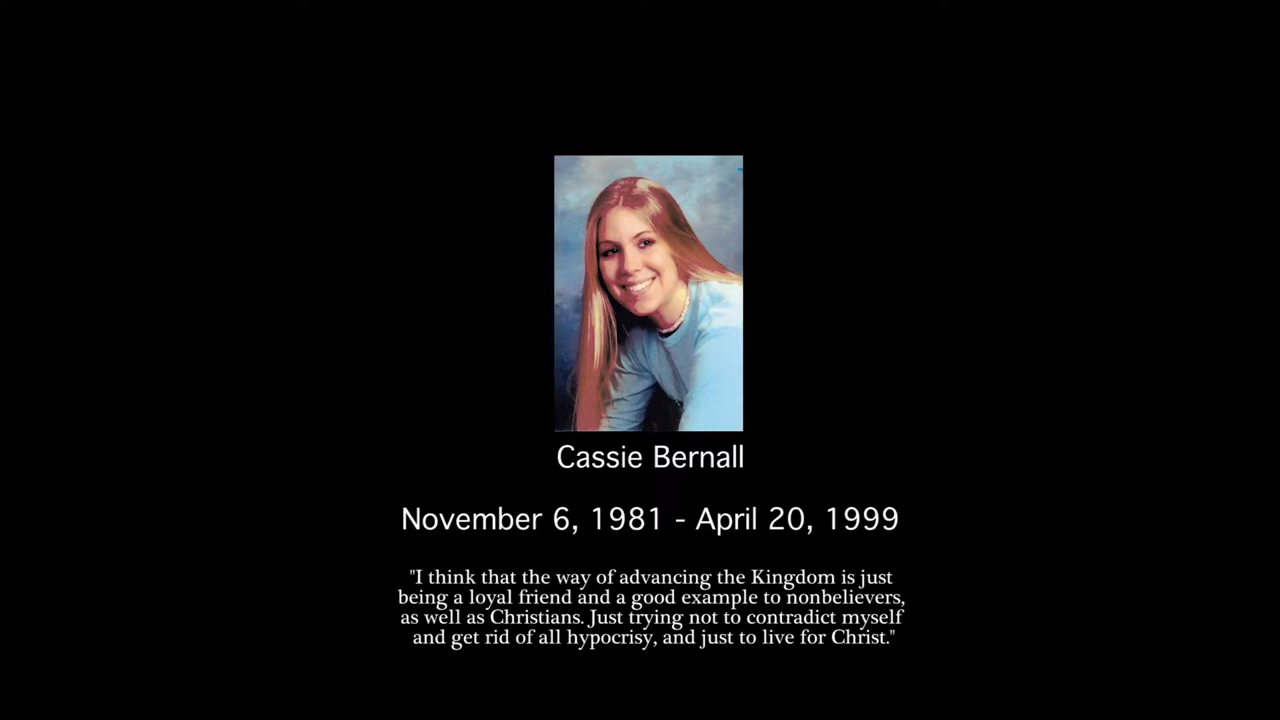 Cassie Bernall
November 6, 1981 - April 20, 1999
"I think that the way of advancing the Kingdom is just
being a loyal friend and a good example to nonbelievers,
as well as Christians. Just trying not to contradict myself
and get rid of all hypocrisy, and just to live for Christ."